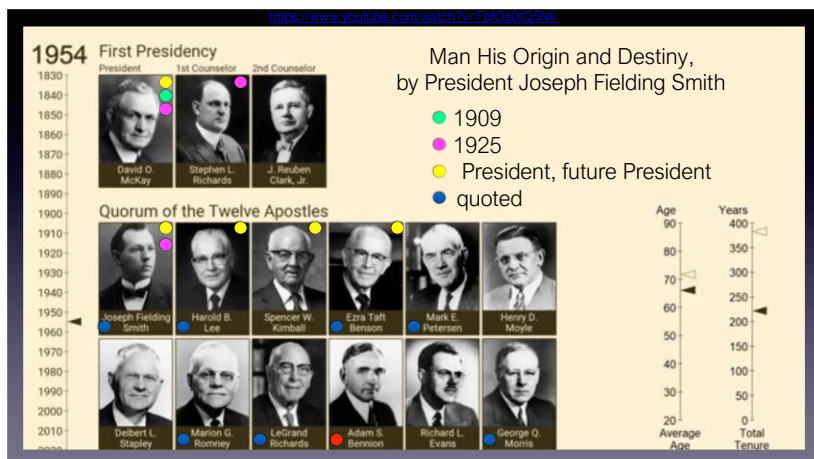 1954 First Presidency
President 1st Counselor 2nd Counselor
David O. McKay
Stephen L. Richards
J. Reuben Clark, Jr.
Man His Origin and Destiny,
by President Joseph Fielding Smith
1909
1925
President, future President
quoted
1830
1840
1850
1860
1870
1880
1890
1900
1910
1920
1930
1940
1950
1960
1970
1980
1990
2000
2010
Quorum of the Twelve Apostles
Joseph Fielding Smith
Harold B. Lee
Spencer W. Kimball
Ezra Taft Benson
Mark E. Petersen
Henry D. Moyle
Delbert L. Stapley
Marion G. Romney
LeGrand Richards
Adam S. Bennion
Richard L. Evans
George Q. Morris
Age
90
80
70
60
50
40
30
20
Average Age
Years
400
350
300
250
200
150
100
50
0
Total Tenure